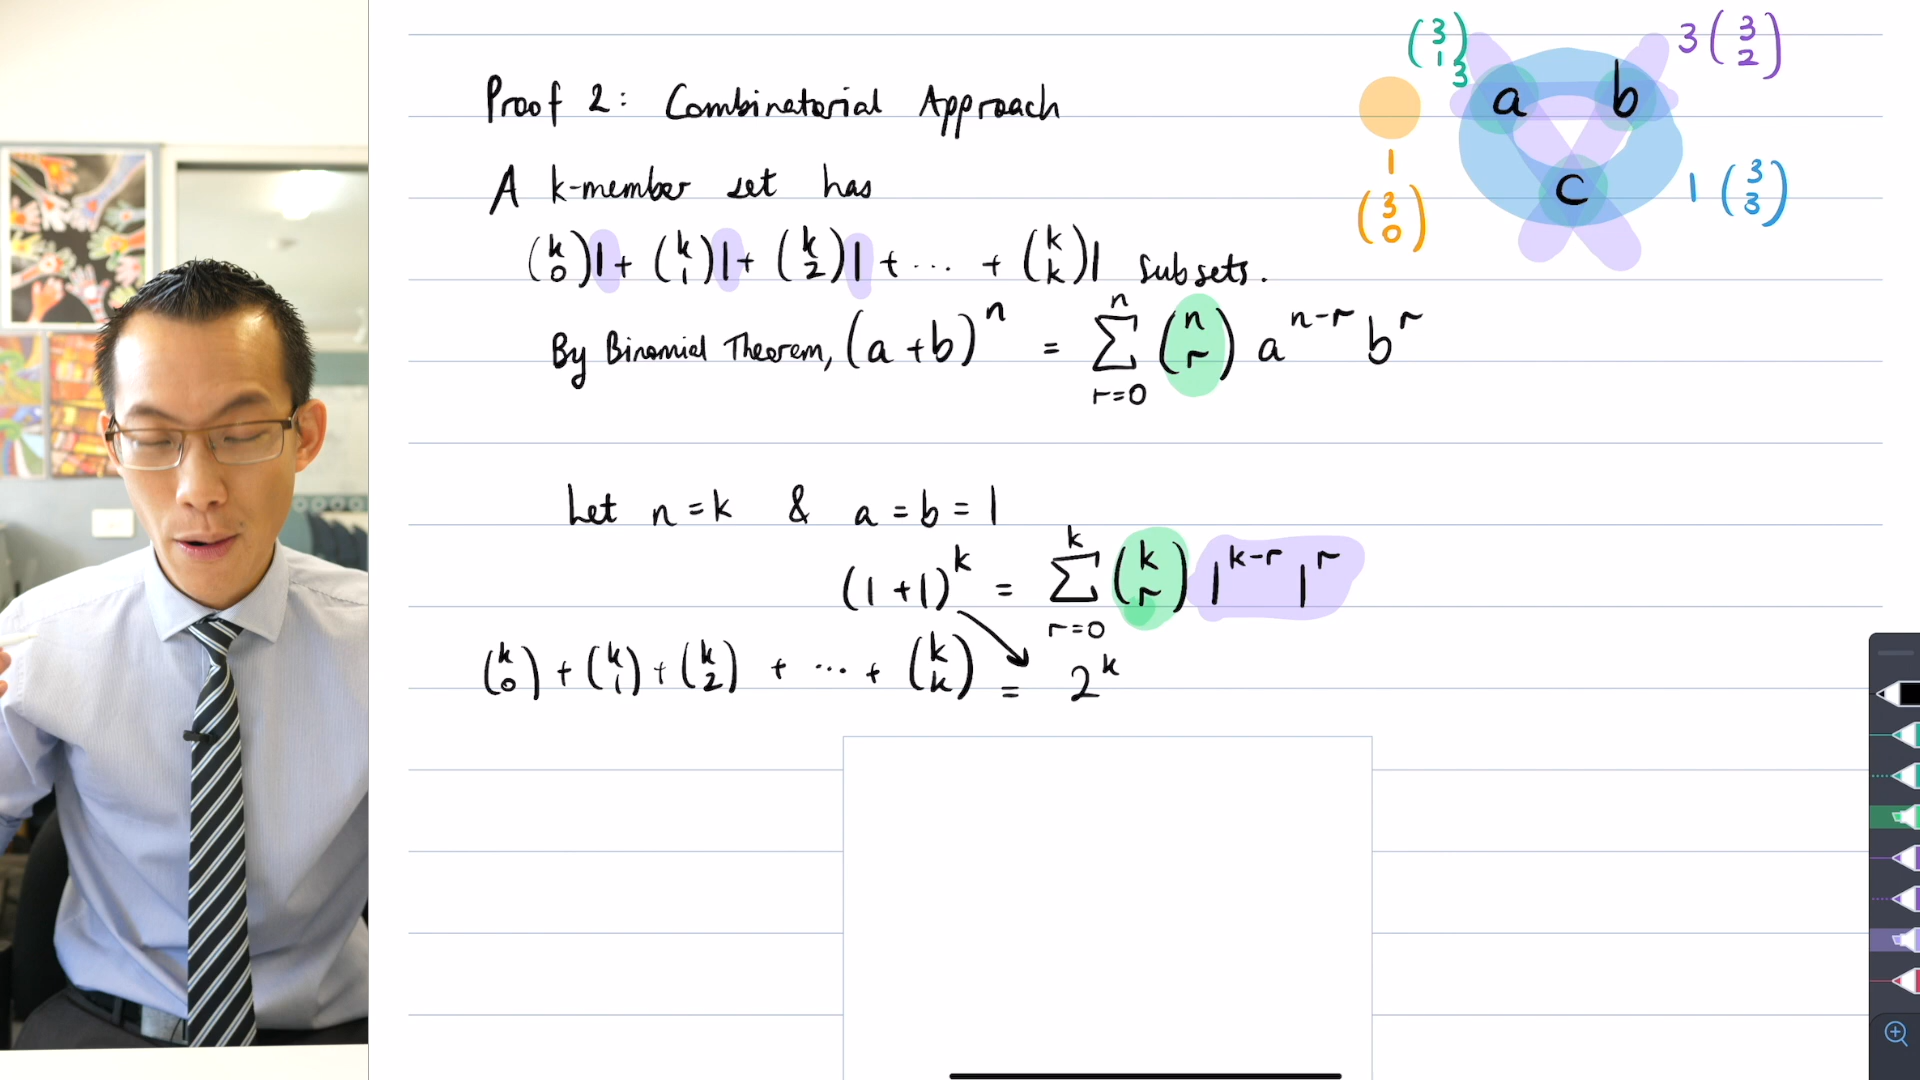 Proof 2: Combinatorial Approach
A k-member set has
(k 0)1 + (k 1)1 + (k 2)1 + ... + (k k)1 subsets.
By Binomial Theorem, (a+b)^n = n Σ r=0 (n r) a^n-r b^r
Let n=k & a=b=1
(1+1)^k = k Σ r=0 (k r) 1^k-r 1^r
(k 0) + (k 1) + (k 2) + ... + (k k) = 2^k
(3 1) 3
3 (3 2)
a b
c
1
(3 0)
1 (3 3)